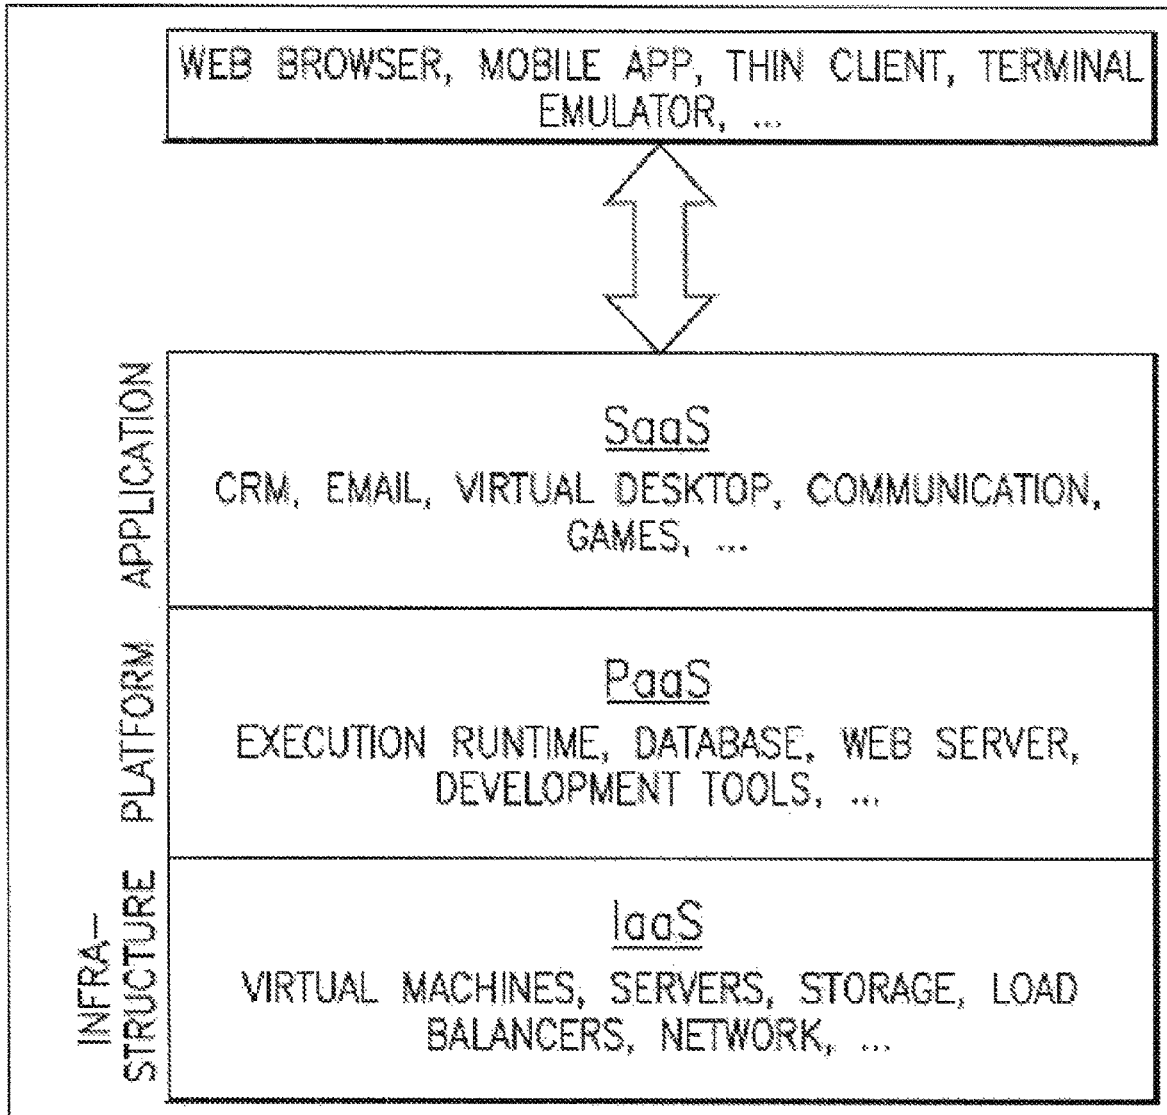 WEB BROWSER, MOBILE APP, THIN CLIENT, TERMINAL
EMULATOR, ...
APPLICATION
SaaS
CRM, EMAIL, VIRTUAL DESKTOP, COMMUNICATION,
GAMES, ...
PLATFORM
PaaS
EXECUTION RUNTIME, DATABASE, WEB SERVER,
DEVELOPMENT TOOLS, ...
INFRA-
STRUCTURE
IaaS
VIRTUAL MACHINES, SERVERS, STORAGE, LOAD
BALANCERS, NETWORK, ...